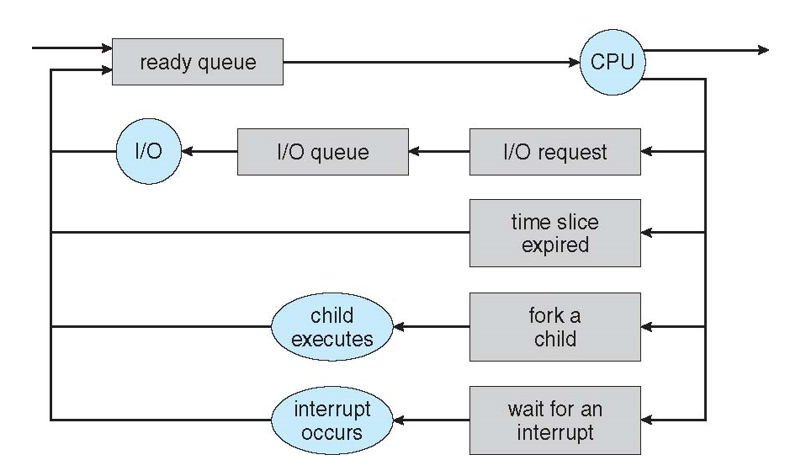 ready queue
CPU
I/O
I/O queue
I/O request
time slice
expired
child
executes
fork a
child
interrupt
occurs
wait for an
interrupt